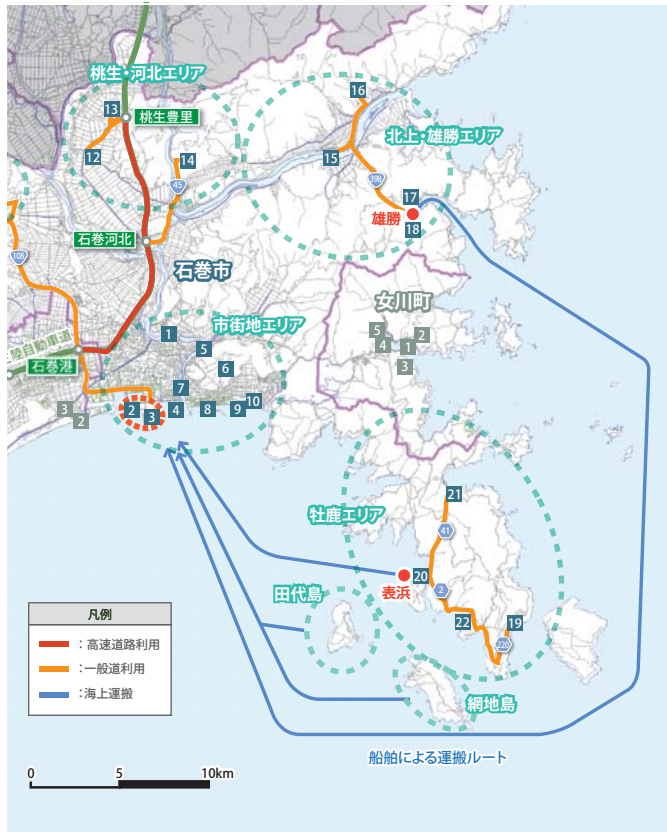 桃生・河北エリア
16
13
桃生豊里
北上・雄勝エリア
12
14
15
45
398
17
雄勝
18
石巻河北
108
石巻市
女川町
市街地エリア
1
5
2
5
4
1
陸自動車道
石巻港
6
3
7
3
2
2
3
4
8
9
10
21
牡鹿エリア
41
20
表浜
2
田代島
22
19
220
網地島
凡例
：高速道路利用
：一般道利用
：海上運搬
船舶による運搬ルート
0
5
10km